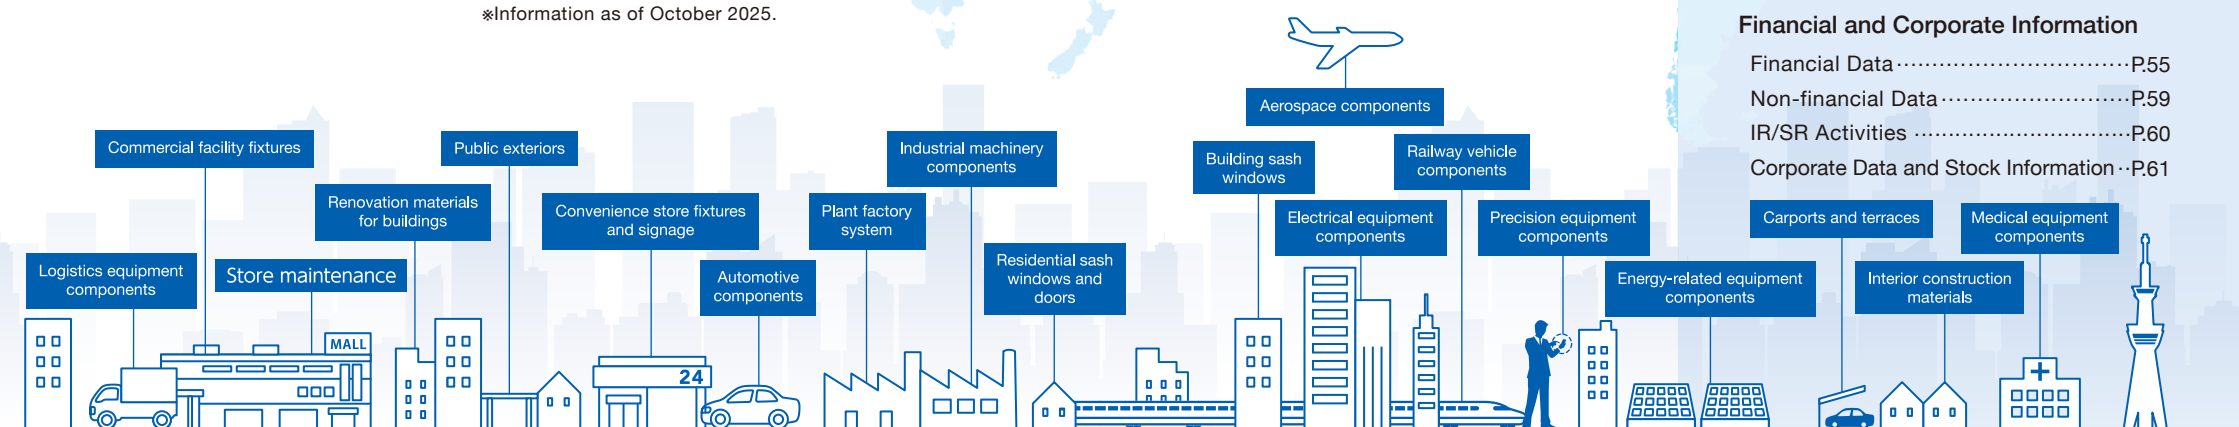 ※Information as of October 2025.
Financial and Corporate Information
Financial Data ································ P.55
Non-financial Data ·························· P.59
IR/SR Activities ······························ P.60
Corporate Data and Stock Information ·· P.61
Aerospace components
Commercial facility fixtures
Public exteriors
Industrial machinery
components
Building sash
windows
Railway vehicle
components
Renovation materials
for buildings
Convenience store fixtures
and signage
Plant factory
system
Electrical equipment
components
Precision equipment
components
Carports and terraces
Medical equipment
components
Logistics equipment
components
Store maintenance
Automotive
components
Residential sash
windows and
doors
Energy-related equipment
components
Interior construction
materials
MALL
24